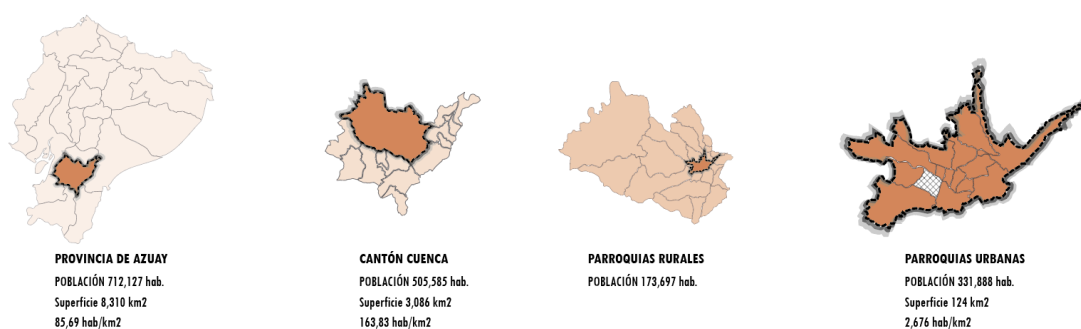 PROVINCIA DE AZUAY
POBLACIÓN 712,127 hab.
Superficie 8,310 km2
85,69 hab/km2
CANTÓN CUENCA
POBLACIÓN 505,585 hab.
Superficie 3,086 km2
163,83 hab/km2
PARROQUIAS RURALES
POBLACIÓN 173,697 hab.
PARROQUIAS URBANAS
POBLACIÓN 331,888 hab.
Superficie 124 km2
2,676 hab/km2